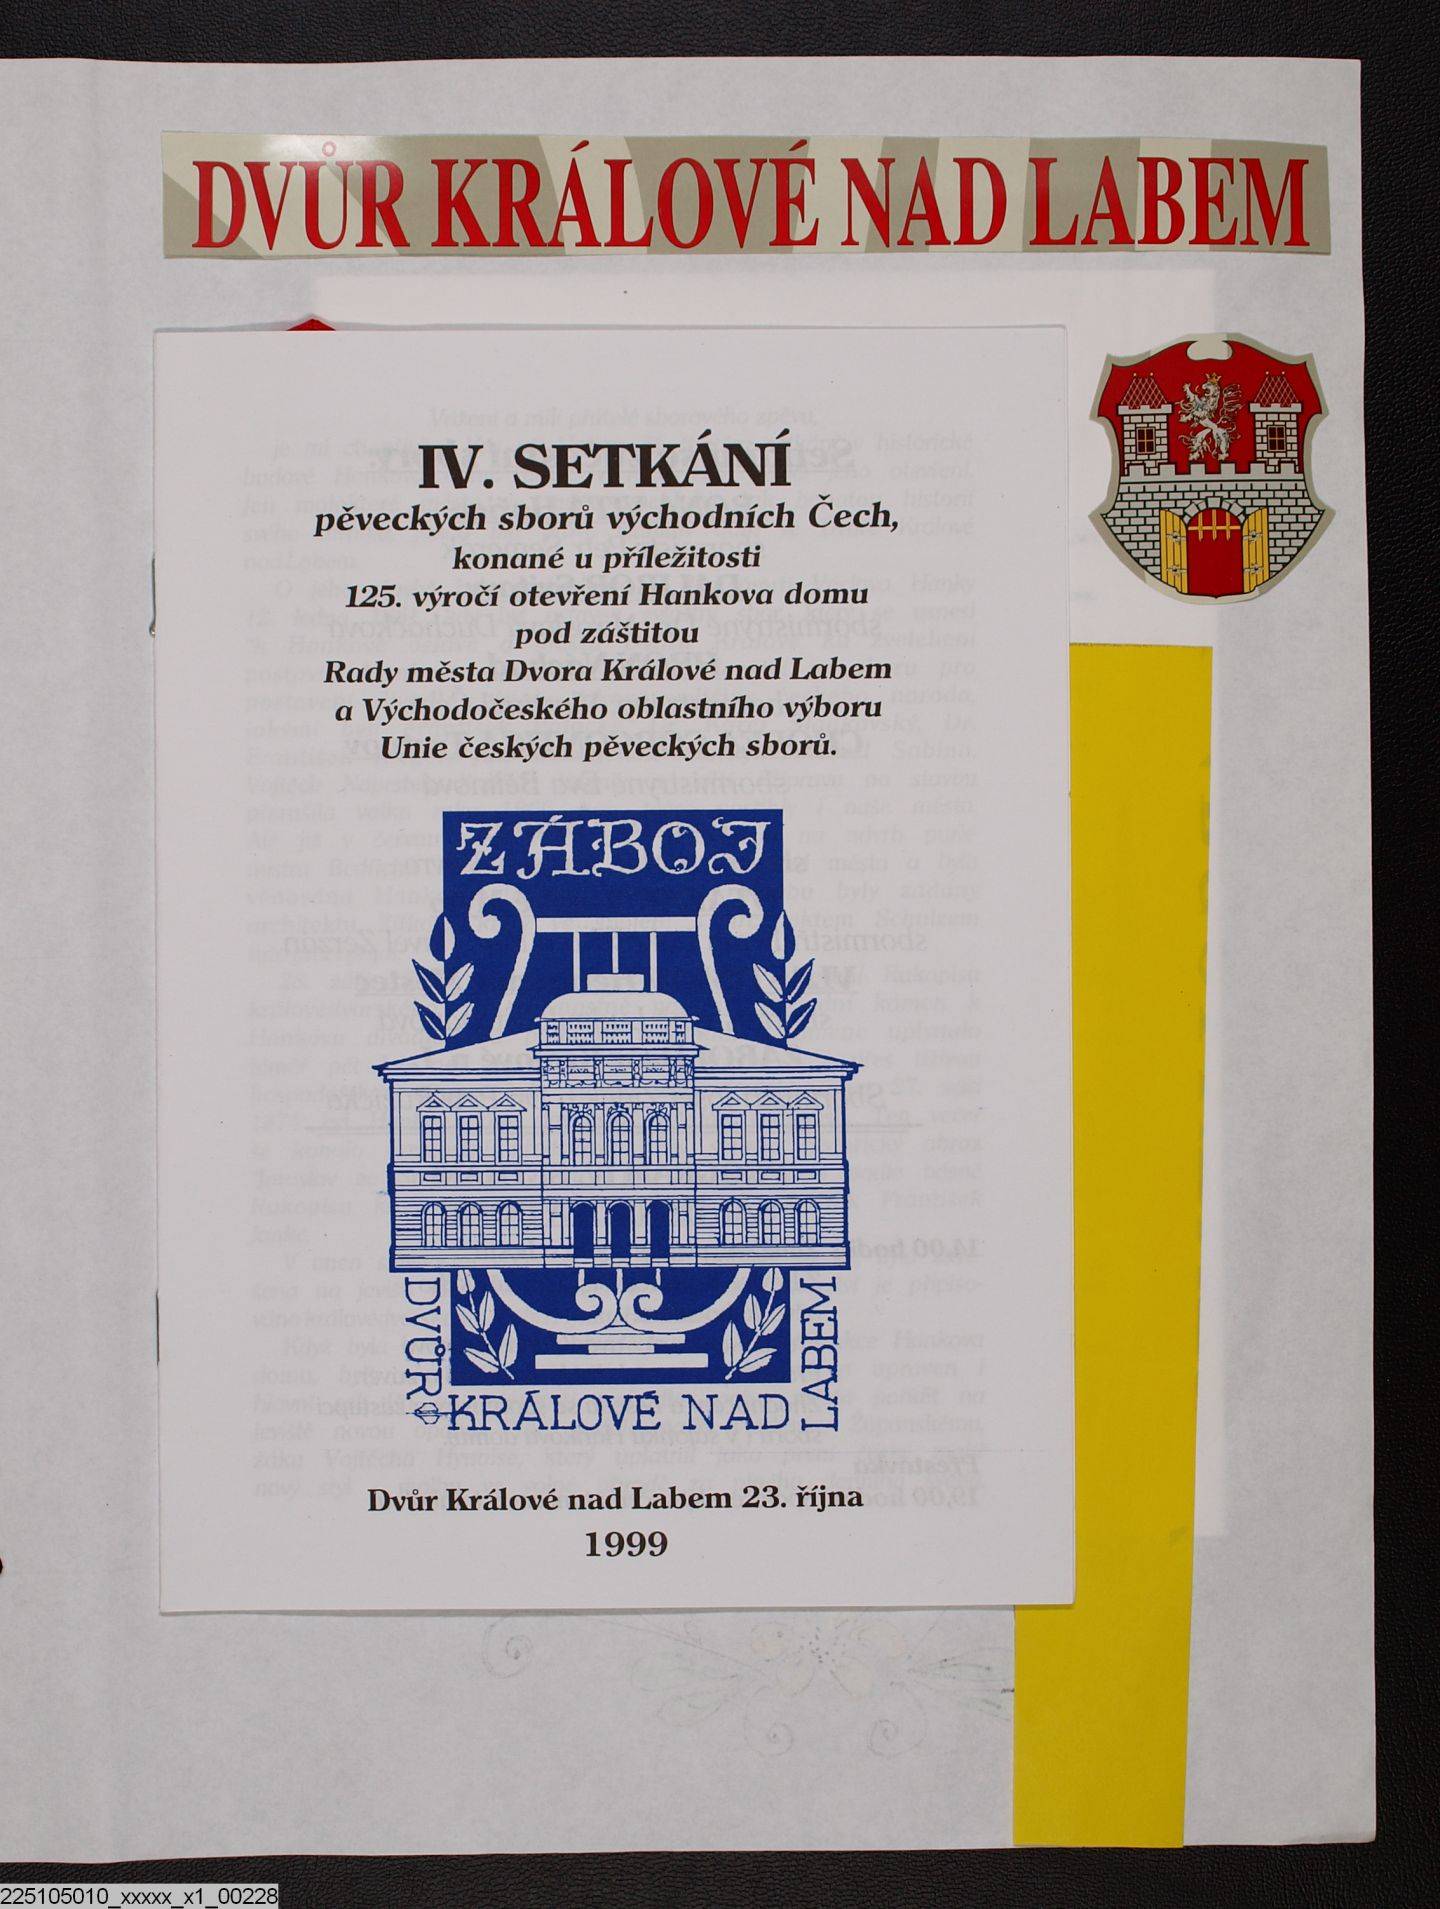 DVŮR KRÁLOVÉ NAD LABEM
IV. SETKÁNÍ
pěveckých sborů východních Čech,
konané u příležitosti
125. výročí otevření Hankova domu
pod záštitou
Rady města Dvora Králové nad Labem
a Východočeského oblastního výboru
Unie českých pěveckých sborů.
ZÁBOJ
DVŮR
KRÁLOVÉ NAD
LABEM
Dvůr Králové nad Labem 23. října
1999
225105010_xxxxx_x1_00228